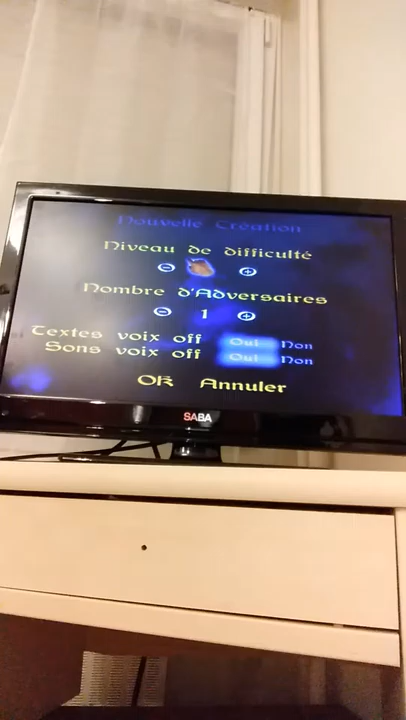 Nouvelle Création
Niveau de difficulté
Nombre d'Adversaires
1
Textes voix off Oui Non
Sons voix off Oui Non
OK Annuler
SABA